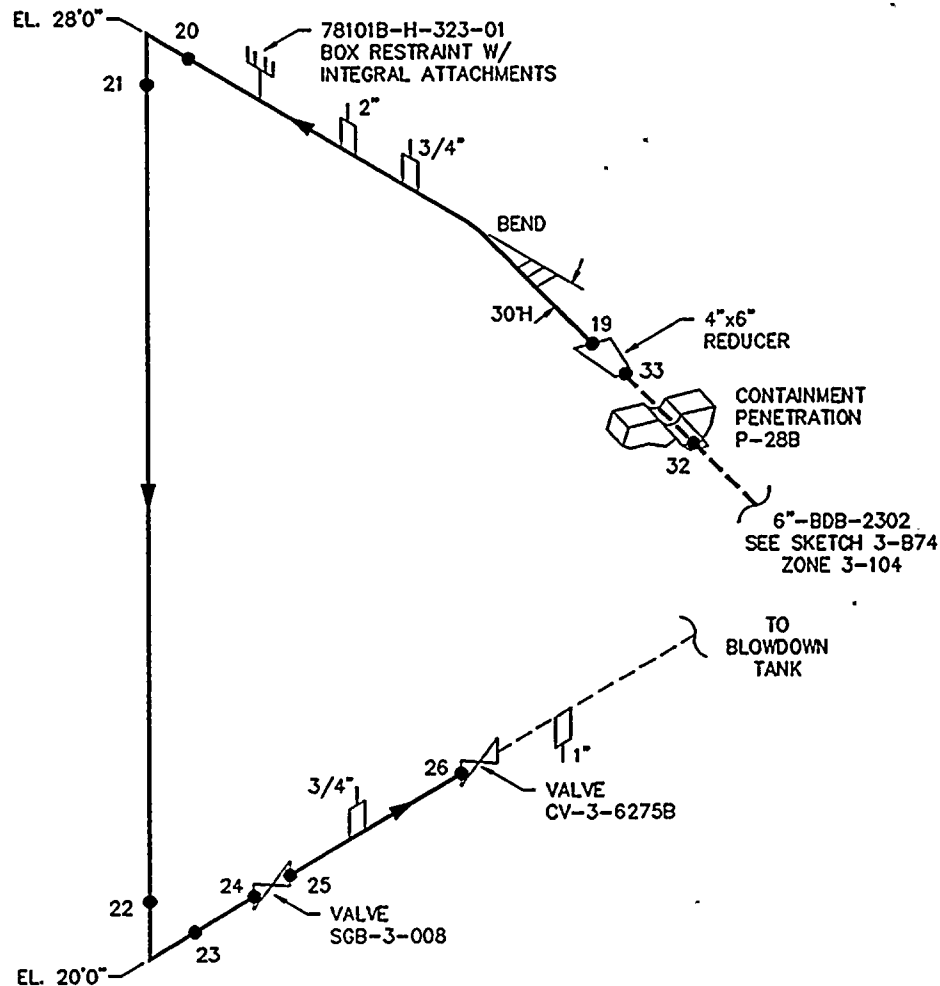 EL. 28'0"
20
78101B-H-323-01
BOX RESTRAINT W/
INTEGRAL ATTACHMENTS
21
2"
3/4"
BEND
30°H
19
4"x6"
REDUCER
33
CONTAINMENT
PENETRATION
P-28B
32
6"-BDB-2302
SEE SKETCH 3-B74
ZONE 3-104
TO
BLOWDOWN
TANK
1"
26
3/4"
VALVE
CV-3-6275B
25
24
22
VALVE
SGB-3-008
23
EL. 20'0"